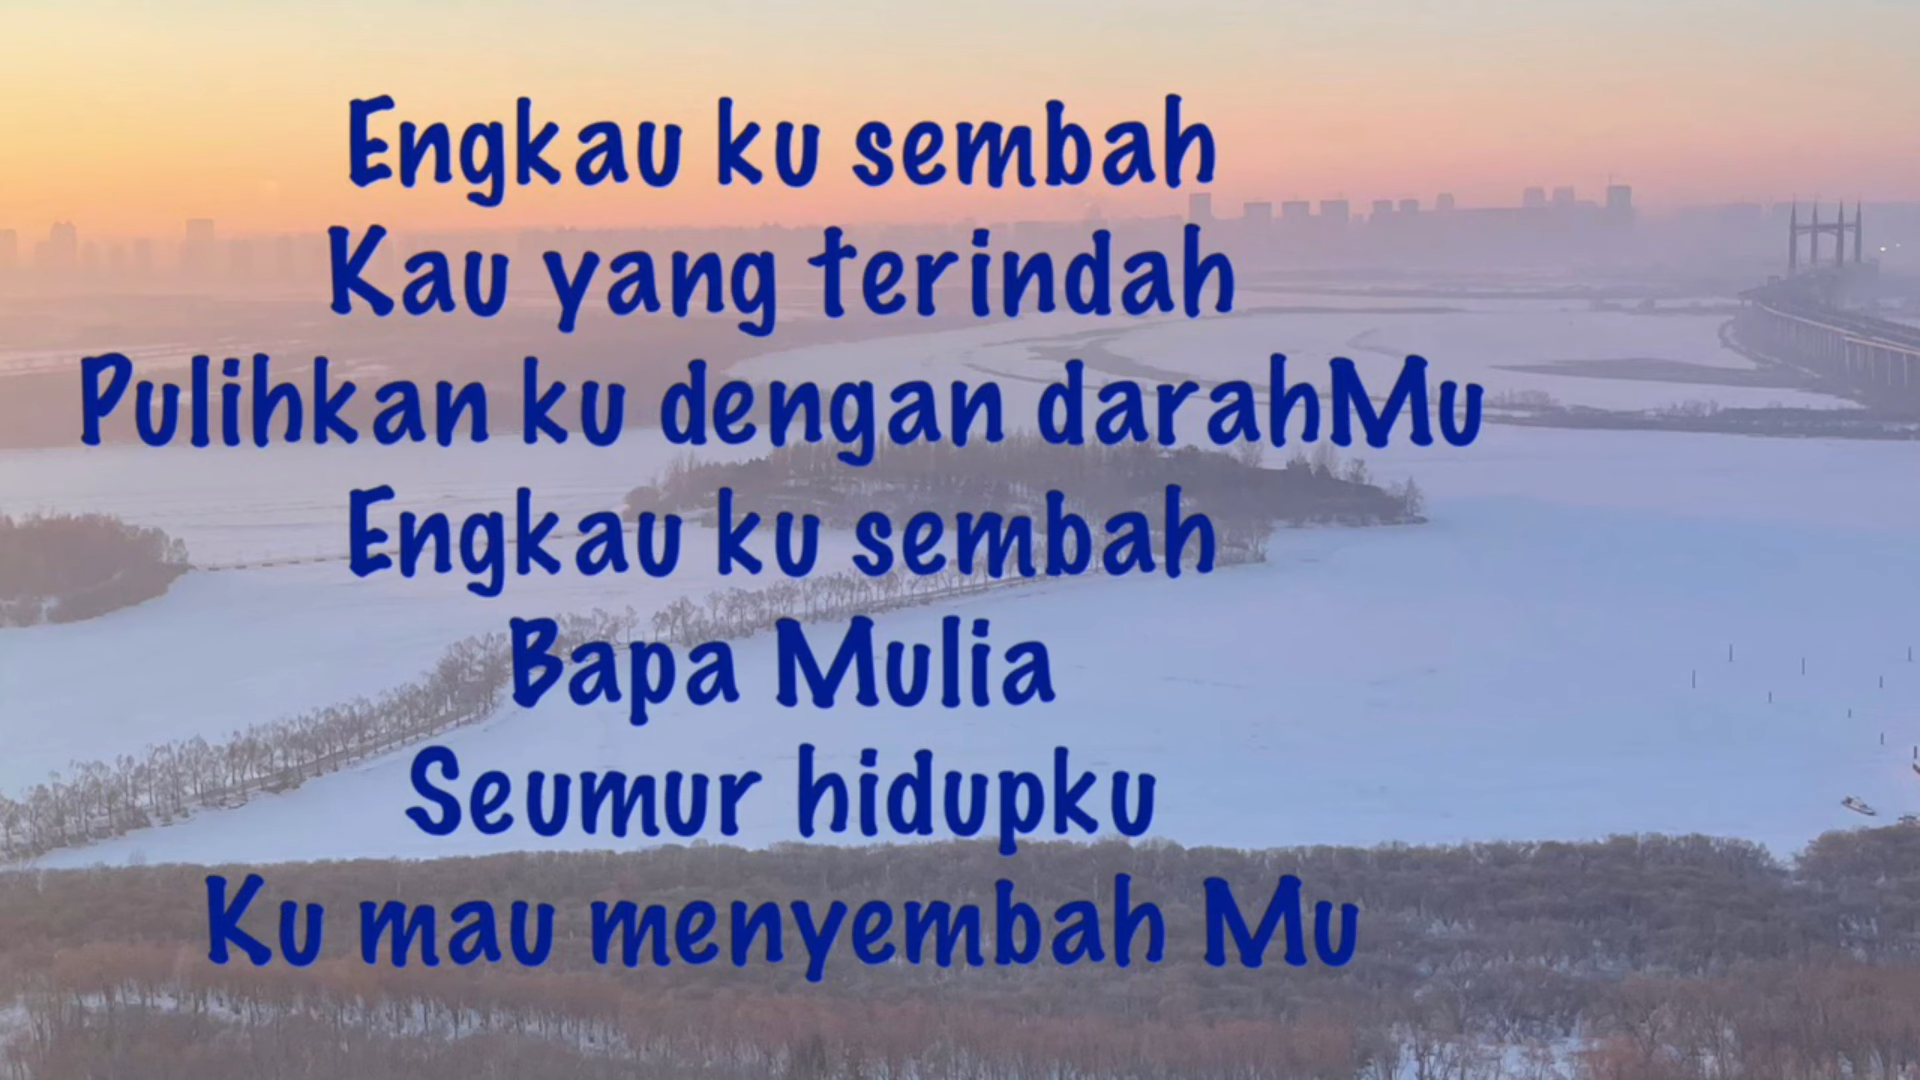 Engkau ku sembah
Kau yang terindah
Pulihkan ku dengan darahMu
Engkau ku sembah
Bapa Mulia
Seumur hidupku
Ku mau menyembah Mu